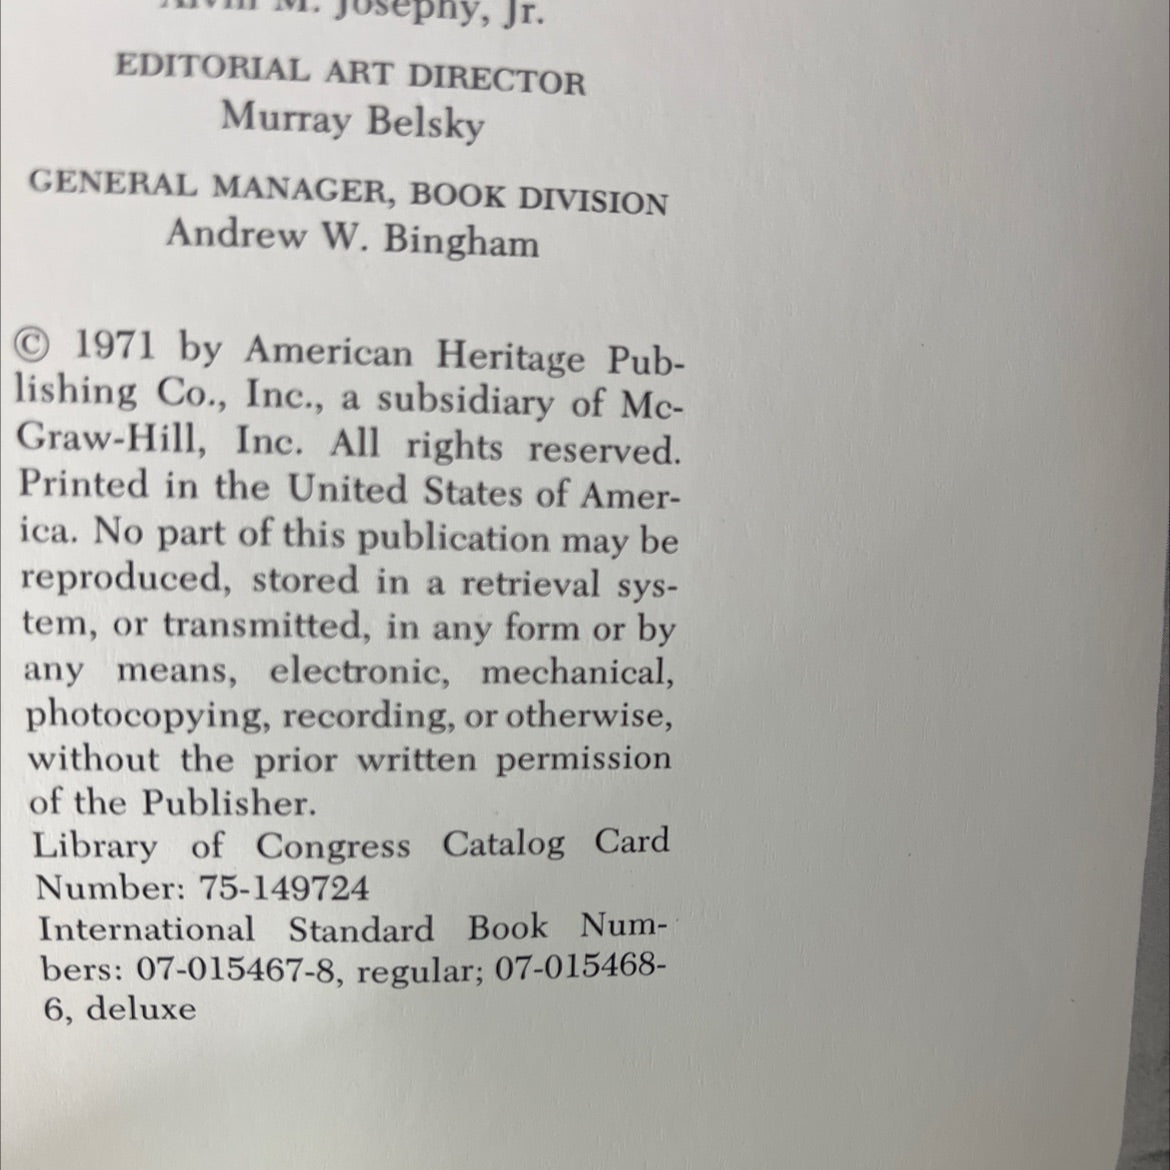 Alvin M. Josephy, Jr.
EDITORIAL ART DIRECTOR
Murray Belsky
GENERAL MANAGER, BOOK DIVISION
Andrew W. Bingham
© 1971 by American Heritage Pub-
lishing Co., Inc., a subsidiary of Mc-
Graw-Hill, Inc. All rights reserved.
Printed in the United States of Amer-
ica. No part of this publication may be
reproduced, stored in a retrieval sys-
tem, or transmitted, in any form or by
any means, electronic, mechanical,
photocopying, recording, or otherwise,
without the prior written permission
of the Publisher.
Library of Congress Catalog Card
Number: 75-149724
International Standard Book Num-
bers: 07-015467-8, regular; 07-015468-
6, deluxe